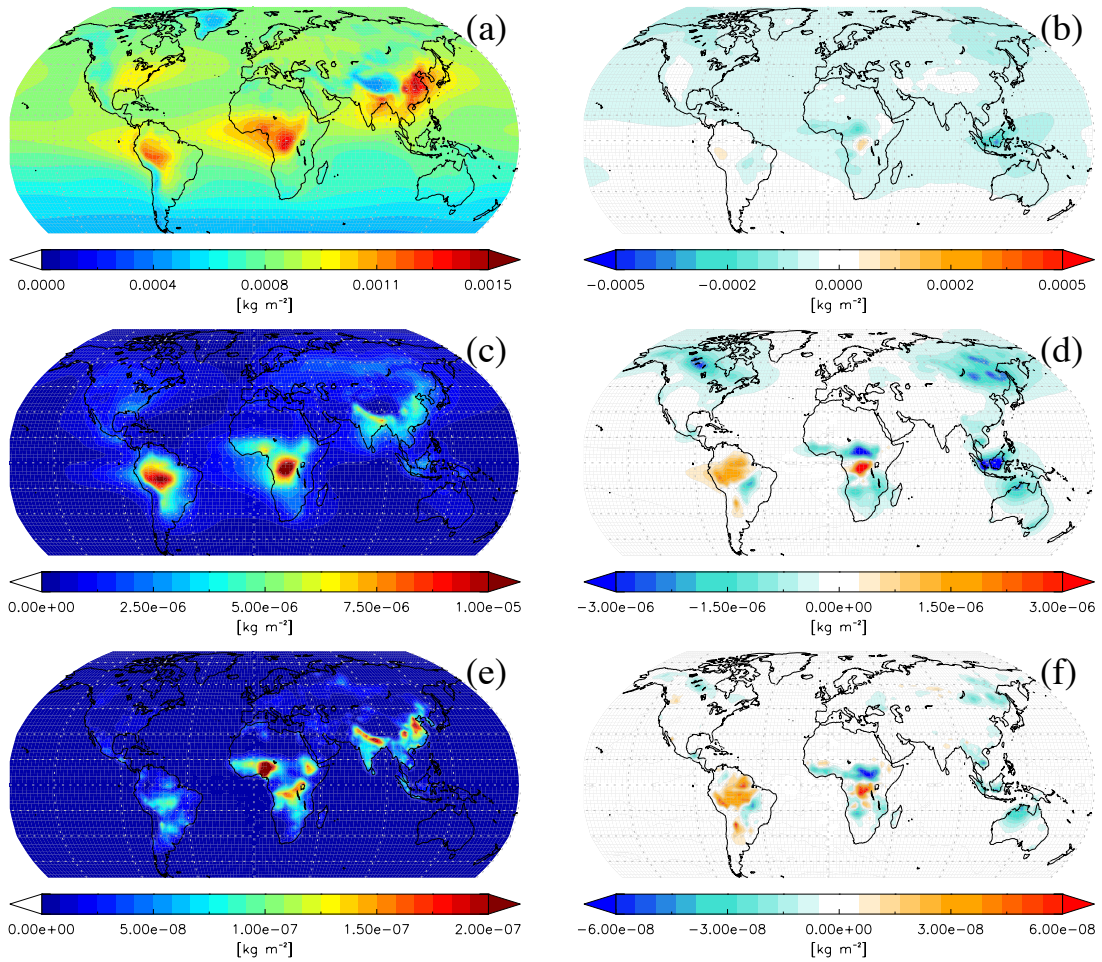 (a) (b)
0.0000 0.0004 0.0008 0.0011 0.0015
[kg m⁻²]
−0.0005 −0.0002 0.0000 0.0002 0.0005
[kg m⁻²]
(c) (d)
0.00e+00 2.50e−06 5.00e−06 7.50e−06 1.00e−05
[kg m⁻²]
−3.00e−06 −1.50e−06 0.00e+00 1.50e−06 3.00e−06
[kg m⁻²]
(e) (f)
0.00e+00 5.00e−08 1.00e−07 1.50e−07 2.00e−07
[kg m⁻²]
−6.00e−08 −3.00e−08 0.00e+00 3.00e−08 6.00e−08
[kg m⁻²]